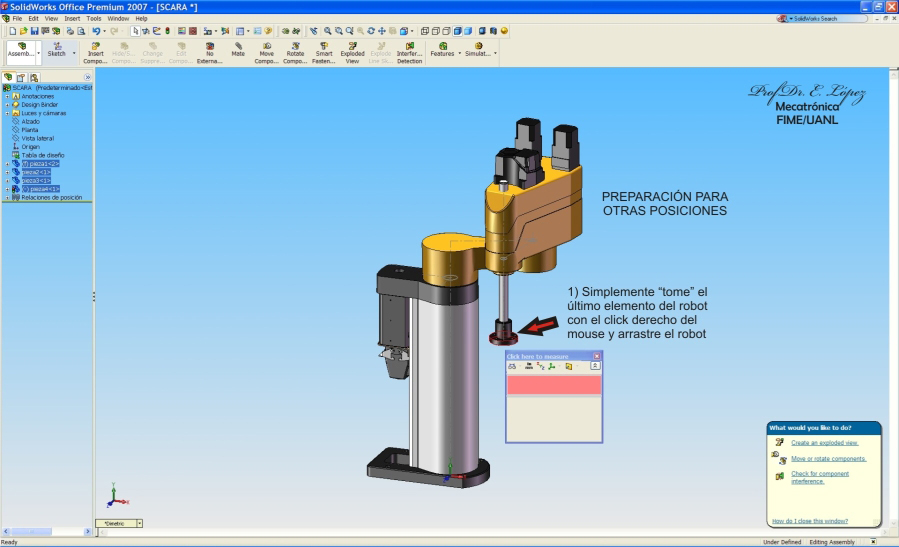 SolidWorks Office Premium 2007 - [SCARA *]
File Edit View Insert Tools Window Help
SolidWorks Search
Assemb... Sketch Insert Compo... Hide/S... Compo... Change Suppre... Edit Compo... No Externa... Mate Move Compo... Rotate Compo... Smart Fasten... Exploded View Explode Line Sk... Interfer... Detection Features Simulat...
SCARA (Predeterminado<Est
Anotaciones
Design Binder
Luces y cámaras
Alzado
Planta
Vista lateral
Origen
Tabla de diseño
(f) pieza1<2>
pieza2<1>
pieza3<1>
(-) pieza4<1>
Relaciones de posición
Prof Dr. E. López
Mecatrónica
FIME/UANL
PREPARACIÓN PARA
OTRAS POSICIONES
1) Simplemente “tome” el
último elemento del robot
con el click derecho del
mouse y arrastre el robot
Click here to measure
What would you like to do?
Create an exploded view.
Move or rotate components.
Check for component
interference.
How do I close this window?
*Dimetric
Ready
Under Defined Editing Assembly